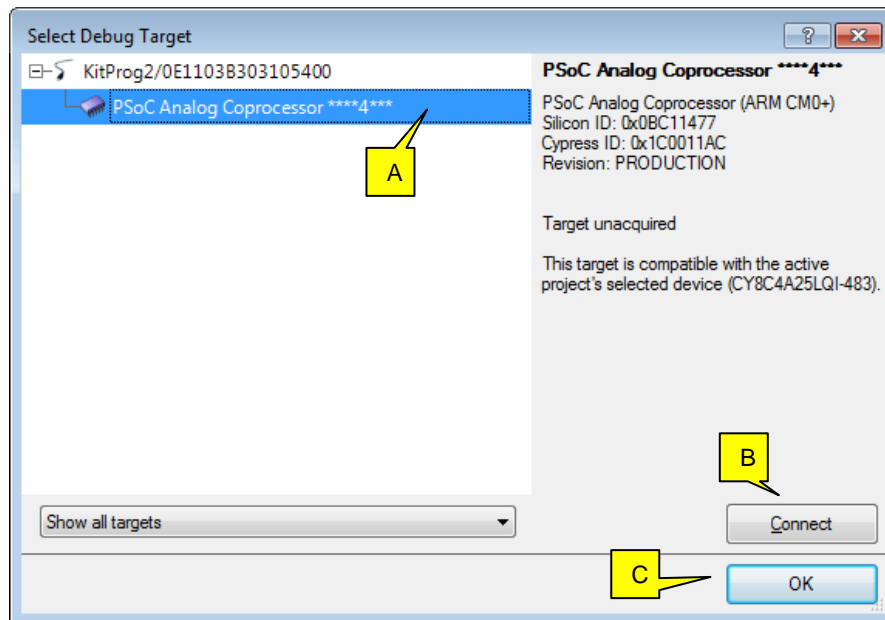 Select Debug Target
KitProg2/0E1103B303105400
PSoC Analog Coprocessor ****4***
A
PSoC Analog Coprocessor ****4***
PSoC Analog Coprocessor (ARM CM0+)
Silicon ID: 0x0BC11477
Cypress ID: 0x1C0011AC
Revision: PRODUCTION
Target unacquired
This target is compatible with the active
project's selected device (CY8C4A25LQI-483).
B
Show all targets
Connect
C
OK